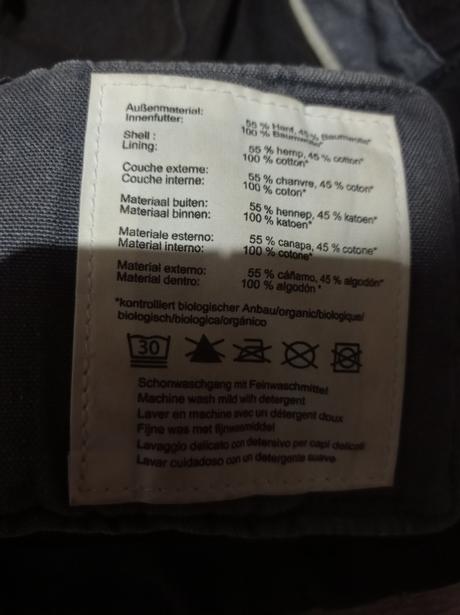 Außenmaterial: 55 % Hanf, 45 % Baumwolle*
Innenfutter: 100 % Baumwolle*
Shell : 55 % hemp, 45 % cotton*
Lining: 100 % cotton*
Couche externe: 55 % chanvre, 45 % coton*
Couche interne: 100 % coton*
Materiaal buiten: 55 % hennep, 45 % katoen*
Materiaal binnen: 100 % katoen*
Materiale esterno: 55 % canapa, 45 % cotone*
Material interno: 100 % cotone*
Material externo: 55 % cáñamo, 45 % algodón*
Material dentro: 100 % algodón *
*kontrolliert biologischer Anbau/organic/biologique/
biologisch/biologica/orgánico
30
Schonwaschgang mit Feinwaschmittel
Machine wash mild with detergent
Laver en machine avec un détergent doux
Fijne was met fijnwasmiddel
Lavaggio delicato con detersivo per capi delicati
Lavar cuidadoso con un detergente suave